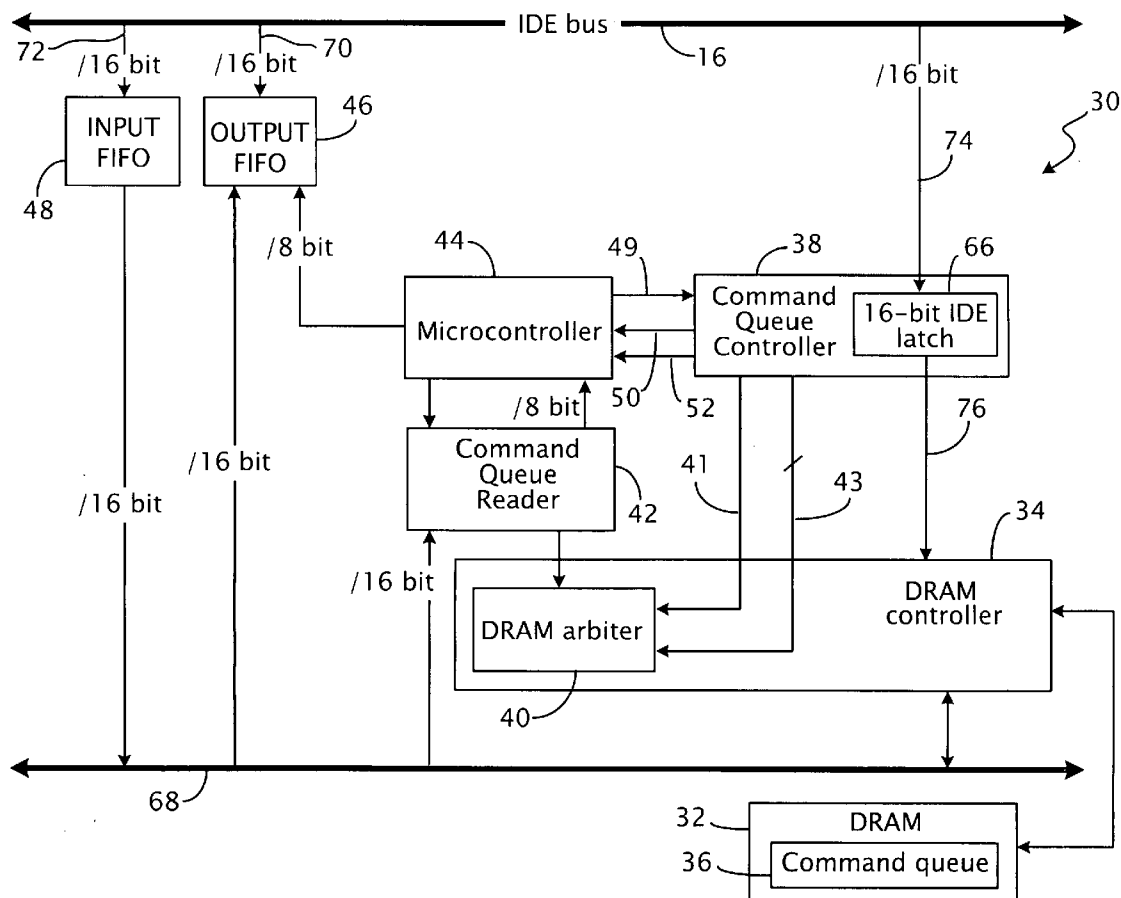 IDE bus
72
70
16
/16 bit
/16 bit
/16 bit
30
46
INPUT
FIFO
OUTPUT
FIFO
48
74
/8 bit
44
49
38
66
Microcontroller
Command
Queue
Controller
16-bit IDE
latch
50
52
/8 bit
76
/16 bit
Command
Queue
Reader
41
43
42
/16 bit
34
/16 bit
DRAM
controller
DRAM arbiter
40
68
32
DRAM
36
Command queue